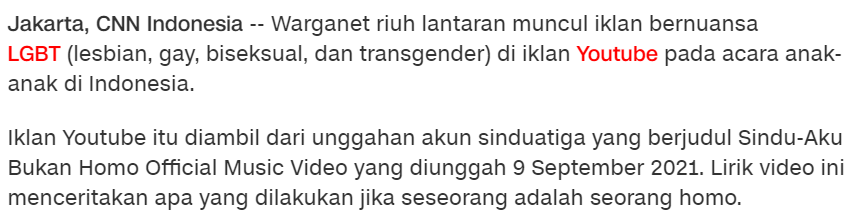 Jakarta, CNN Indonesia -- Warganet riuh lantaran muncul iklan bernuansa
LGBT (lesbian, gay, biseksual, dan transgender) di iklan Youtube pada acara anak-
anak di Indonesia.
Iklan Youtube itu diambil dari unggahan akun sinduatiga yang berjudul Sindu-Aku
Bukan Homo Official Music Video yang diunggah 9 September 2021. Lirik video ini
menceritakan apa yang dilakukan jika seseorang adalah seorang homo.